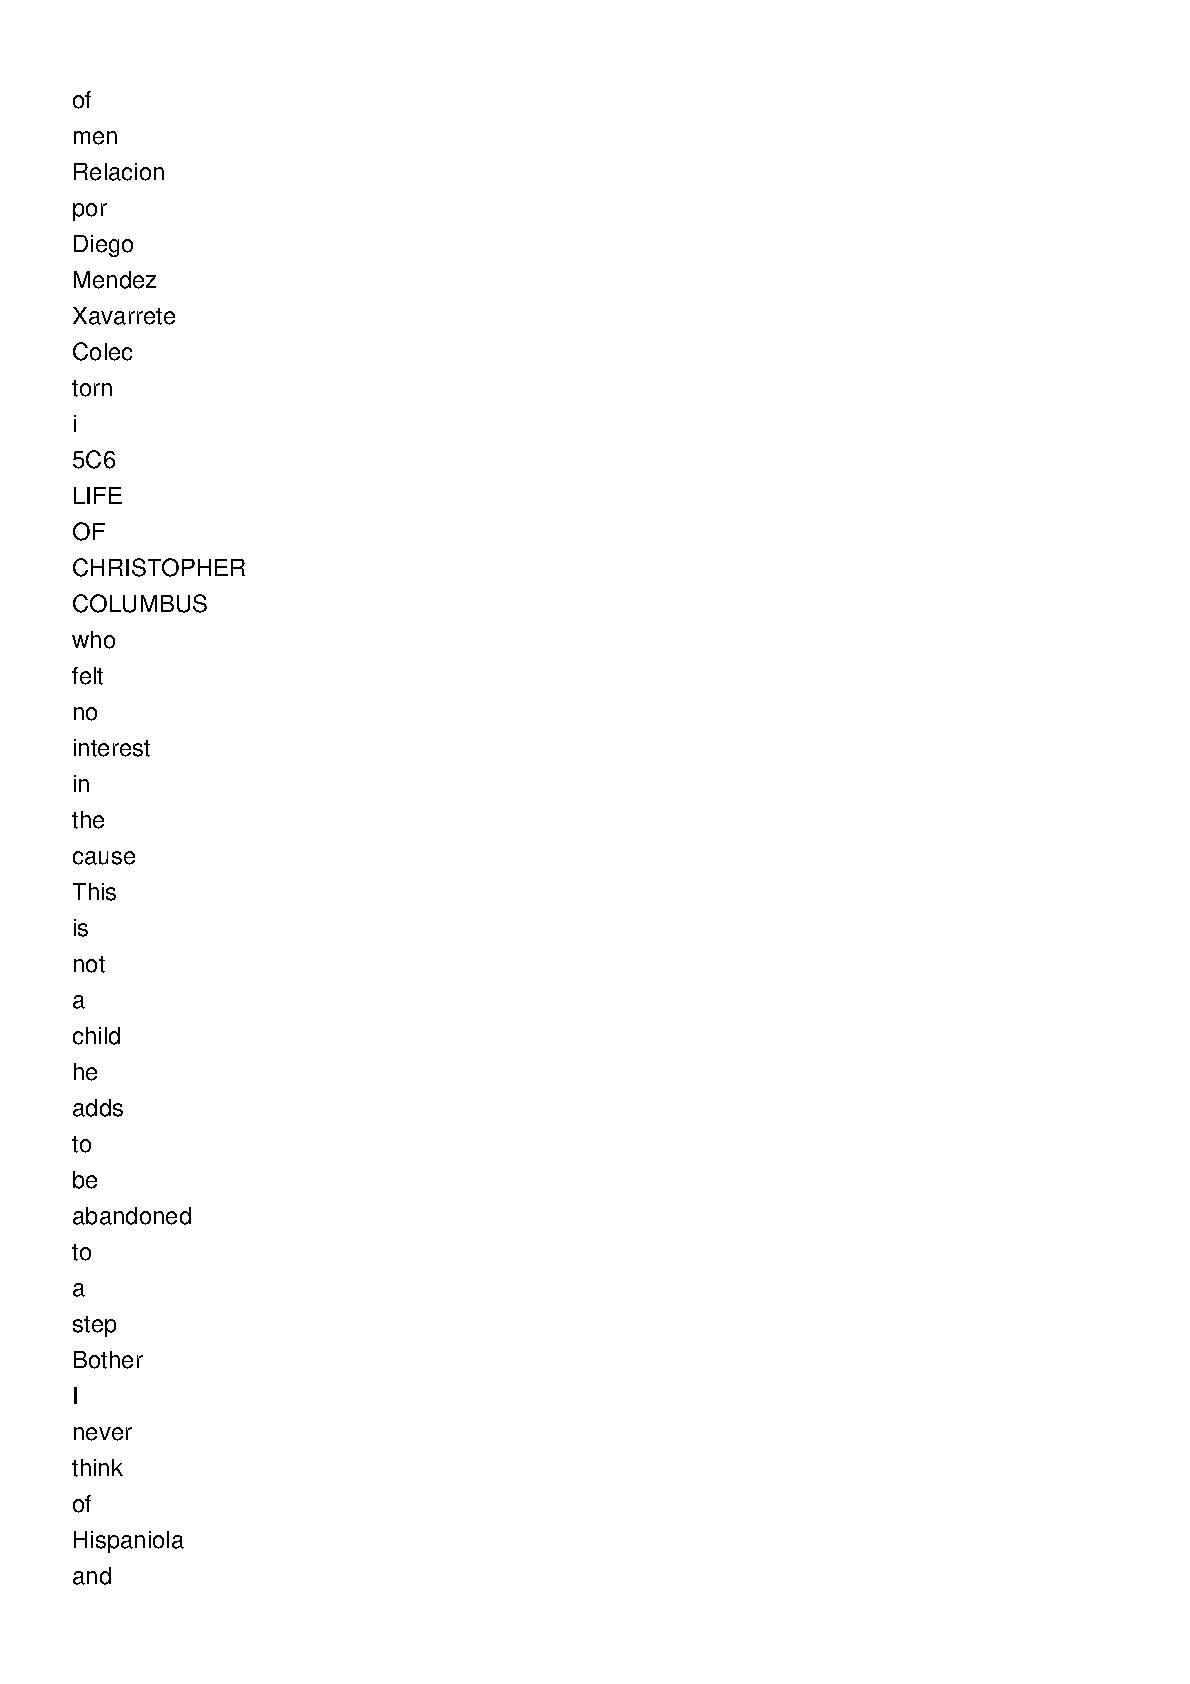 of
men
Relacion
por
Diego
Mendez
Xavarrete
Colec
torn
i
5C6
LIFE
OF
CHRISTOPHER
COLUMBUS
who
felt
no
interest
in
the
cause
This
is
not
a
child
he
adds
to
be
abandoned
to
a
step
Bother
I
never
think
of
Hispaniola
and